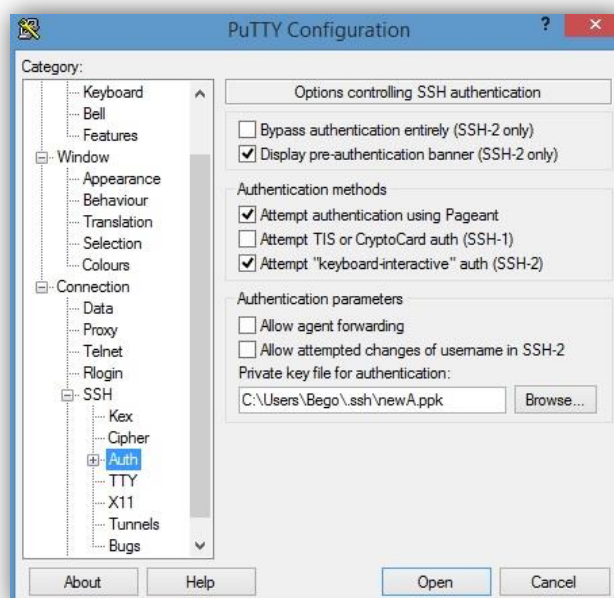 PuTTY Configuration
?
Category:
Keyboard
Bell
Features
Window
Appearance
Behaviour
Translation
Selection
Colours
Connection
Data
Proxy
Telnet
Rlogin
SSH
Kex
Cipher
Auth
TTY
X11
Tunnels
Bugs
Options controlling SSH authentication
Bypass authentication entirely (SSH-2 only)
Display pre-authentication banner (SSH-2 only)
Authentication methods
Attempt authentication using Pageant
Attempt TIS or CryptoCard auth (SSH-1)
Attempt "keyboard-interactive" auth (SSH-2)
Authentication parameters
Allow agent forwarding
Allow attempted changes of username in SSH-2
Private key file for authentication:
C:\Users\Bego\.ssh\newA.ppk
Browse...
About
Help
Open
Cancel